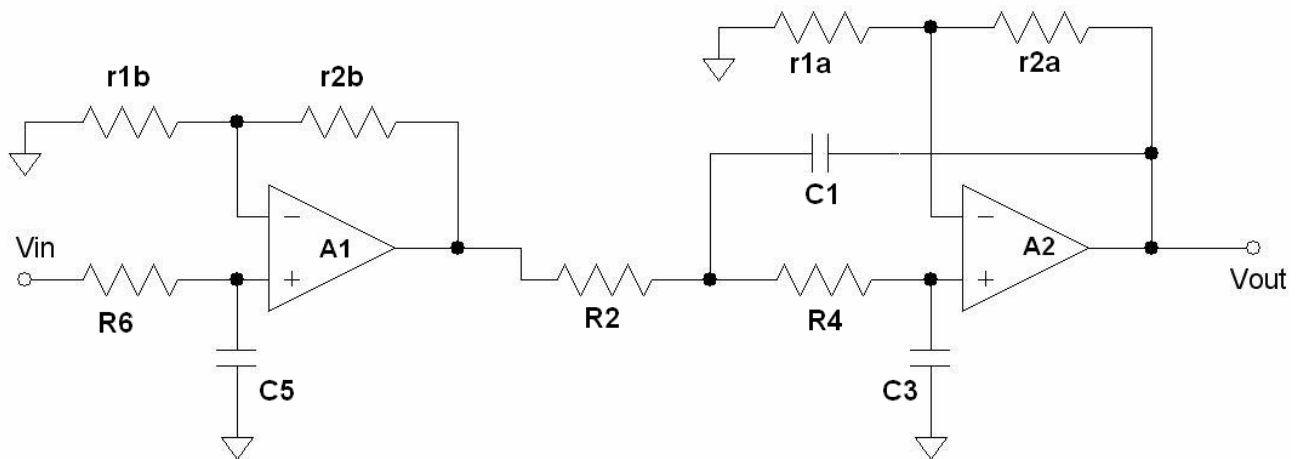 r1a
r2a
r1b
r2b
C1
Vin
−
A1
+
−
A2
+
Vout
R6
R2
R4
C5
C3